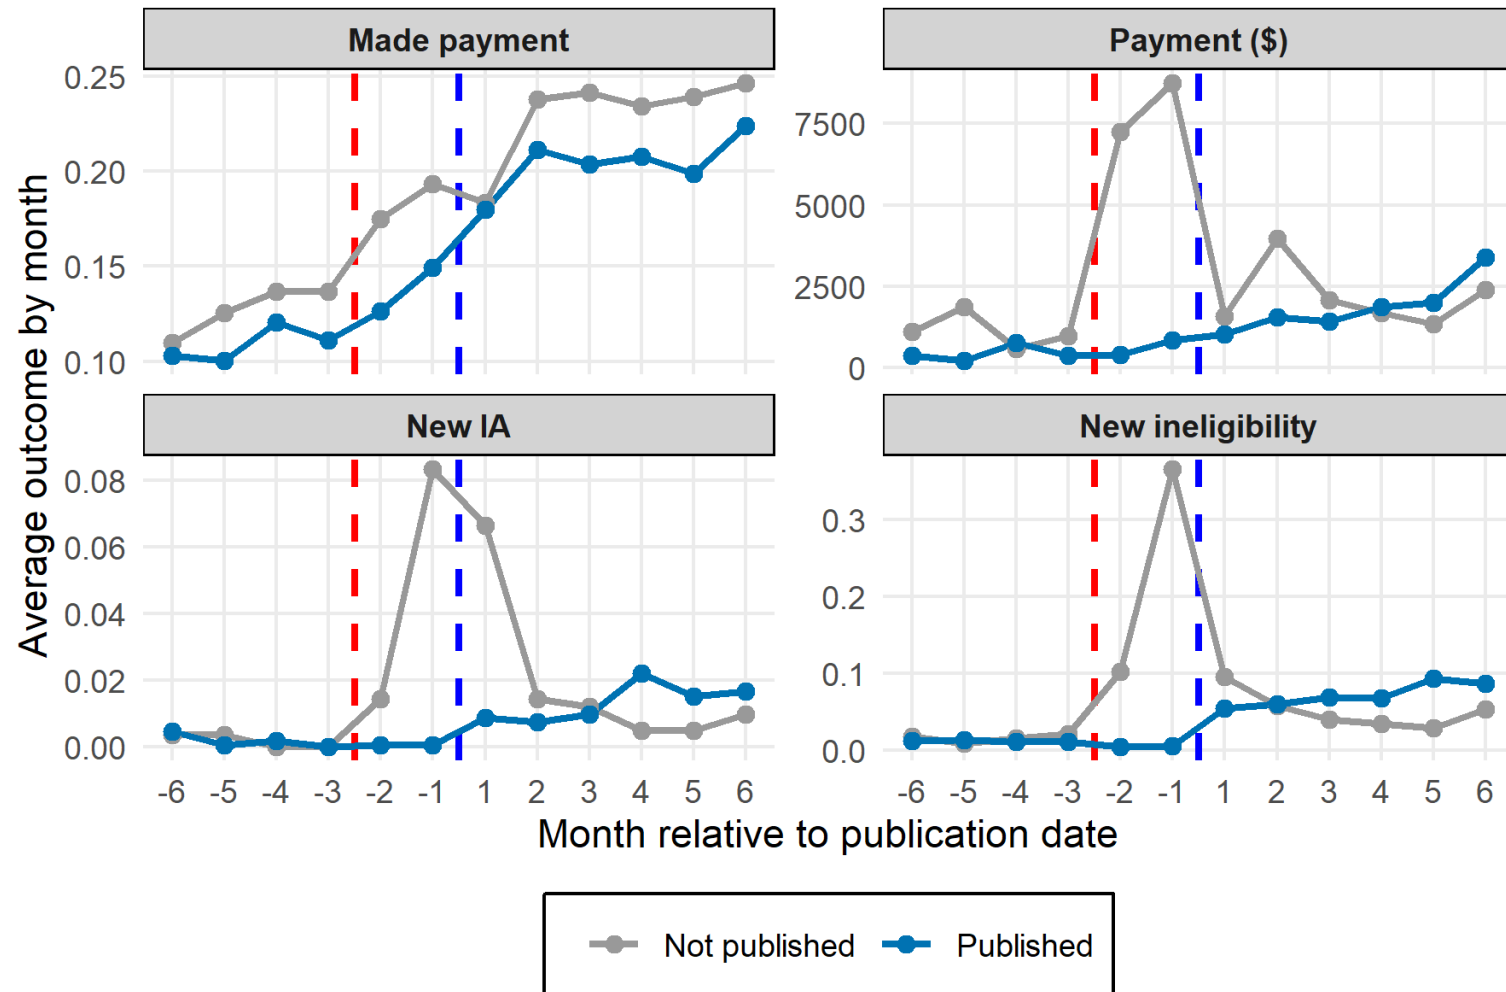 Made payment
Payment ($)
0.25
0.20
0.15
0.10
7500
5000
2500
0
New IA
New ineligibility
0.08
0.06
0.04
0.02
0.00
0.3
0.2
0.1
0.0
-6 -5 -4 -3 -2 -1 1 2 3 4 5 6
-6 -5 -4 -3 -2 -1 1 2 3 4 5 6
Average outcome by month
Month relative to publication date
Not published
Published